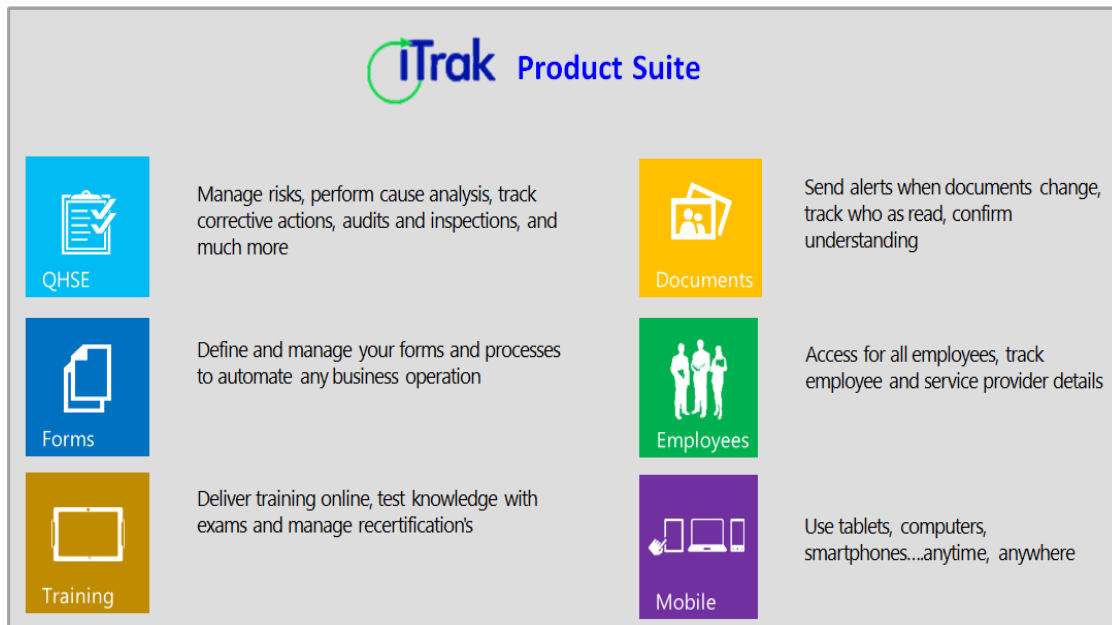 iTrak Product Suite
QHSE
Manage risks, perform cause analysis, track
corrective actions, audits and inspections, and
much more
Forms
Define and manage your forms and processes
to automate any business operation
Training
Deliver training online, test knowledge with
exams and manage recertification's
Documents
Send alerts when documents change,
track who as read, confirm
understanding
Employees
Access for all employees, track
employee and service provider details
Mobile
Use tablets, computers,
smartphones....anytime, anywhere